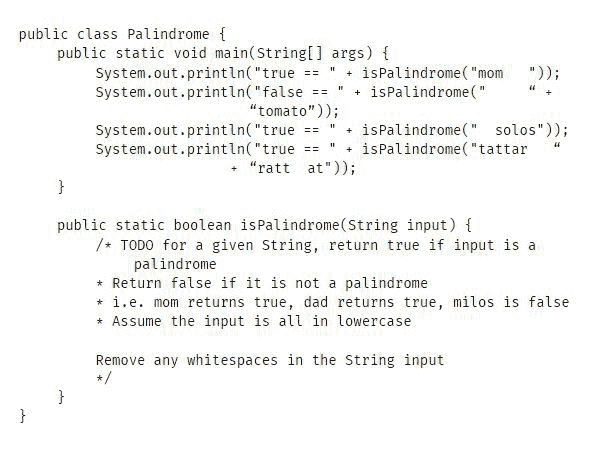 public class Palindrome {
    public static void main(String[] args) {
        System.out.println("true == " + isPalindrome("mom   "));
        System.out.println("false == " + isPalindrome("     “ +
                           “tomato”));
        System.out.println("true == " + isPalindrome("  solos"));
        System.out.println("true == " + isPalindrome("tattar   “
                         + “ratt  at"));
    }

    public static boolean isPalindrome(String input) {
        /* TODO for a given String, return true if input is a
            palindrome
        * Return false if it is not a palindrome
        * i.e. mom returns true, dad returns true, milos is false
        * Assume the input is all in lowercase

        Remove any whitespaces in the String input
        */
    }
}